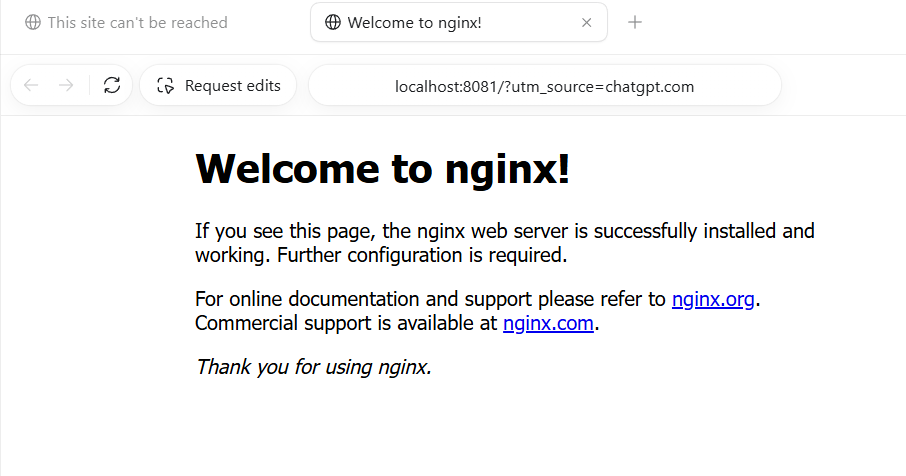 This site can't be reached
Welcome to nginx!
Request edits
localhost:8081/?utm_source=chatgpt.com
Welcome to nginx!
If you see this page, the nginx web server is successfully installed and
working. Further configuration is required.
For online documentation and support please refer to nginx.org.
Commercial support is available at nginx.com.
Thank you for using nginx.